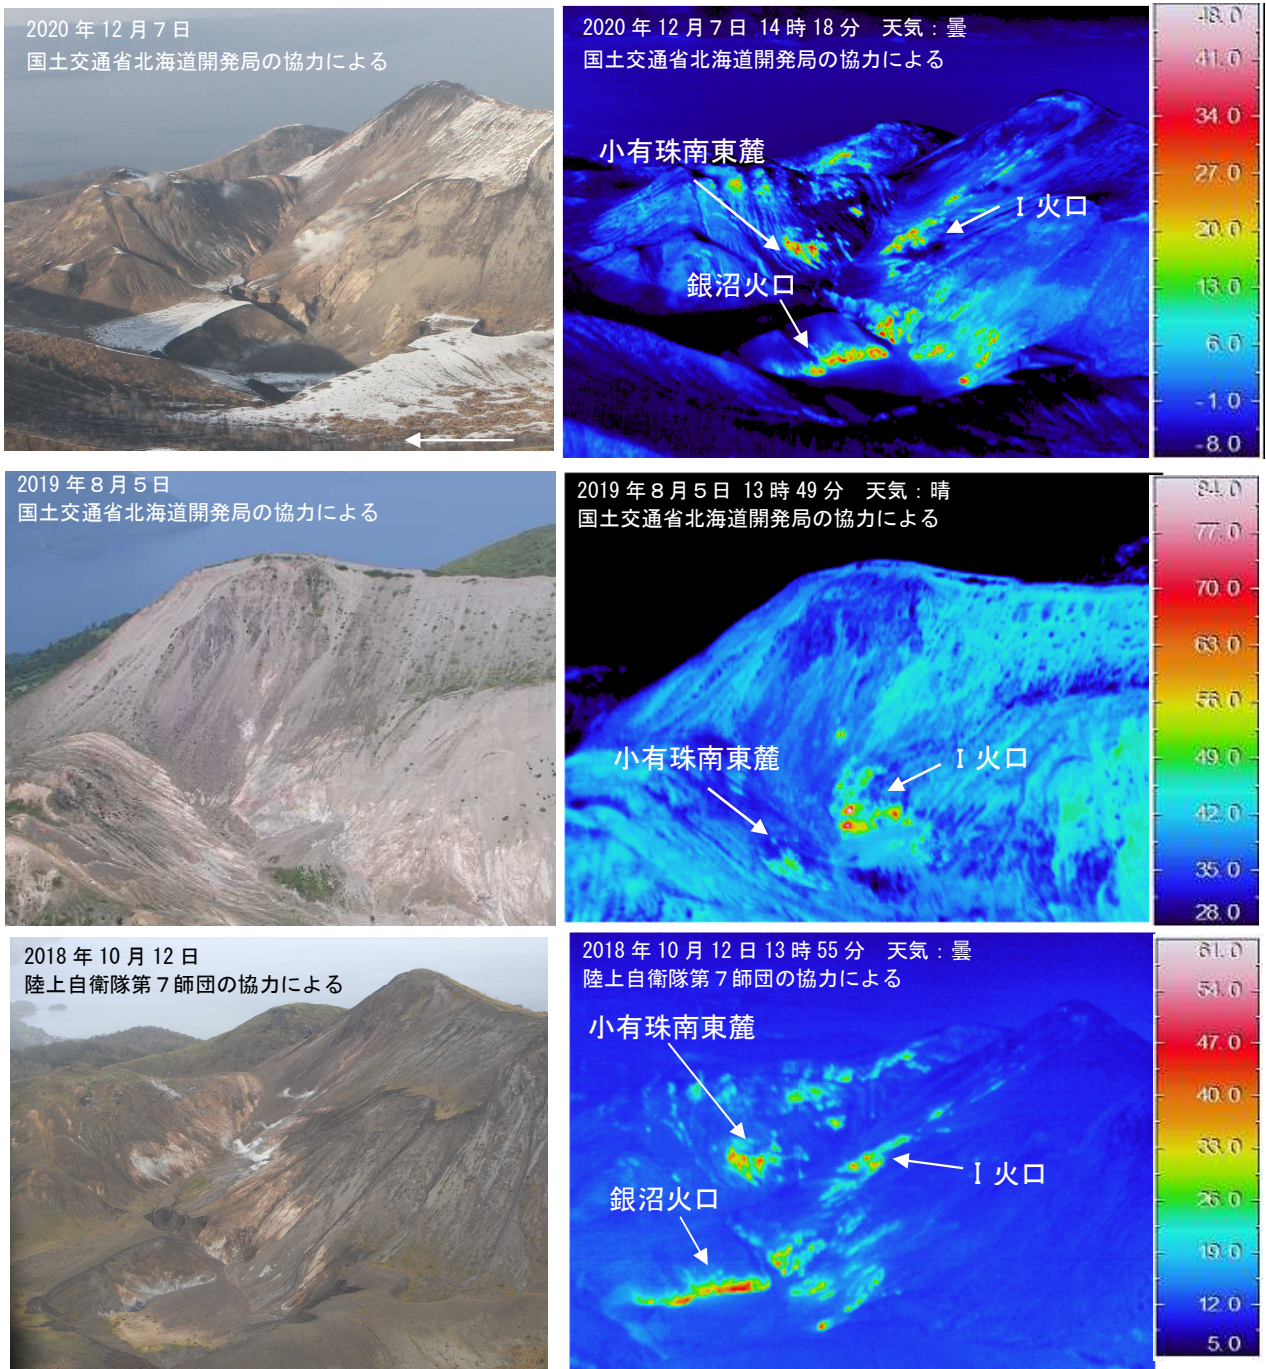 2020 年 12 月 7 日
国土交通省北海道開発局の協力による
2020 年 12 月 7 日 14 時 18 分　天気：曇
国土交通省北海道開発局の協力による
小有珠南東麓
Ｉ 火口
銀沼火口
48.0
41.0
34.0
27.0
20.0
13.0
6.0
-1.0
-8.0
2019 年８月５日
国土交通省北海道開発局の協力による
2019 年８月５日 13 時 49 分　天気：晴
国土交通省北海道開発局の協力による
小有珠南東麓
Ｉ 火口
84.0
77.0
70.0
63.0
56.0
49.0
42.0
35.0
28.0
2018 年 10 月 12 日
陸上自衛隊第７師団の協力による
2018 年 10 月 12 日 13 時 55 分　天気：曇
陸上自衛隊第７師団の協力による
小有珠南東麓
Ｉ 火口
銀沼火口
61.0
54.0
47.0
40.0
33.0
26.0
19.0
12.0
5.0